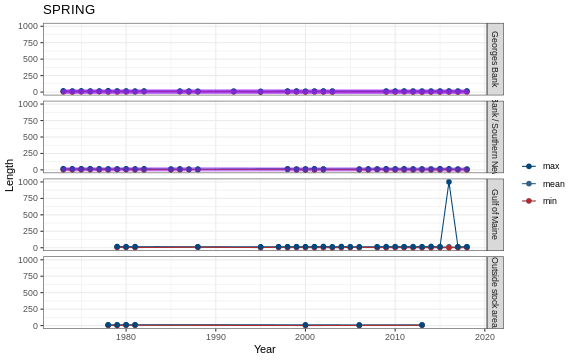 SPRING
Length
1000
750
500
250
0
Georges Bank
1000
750
500
250
0
Bank / Southern Ne
1000
750
500
250
0
Gulf of Maine
1000
750
500
250
0
Outside stock area
1980
1990
2000
2010
2020
Year
max
mean
min